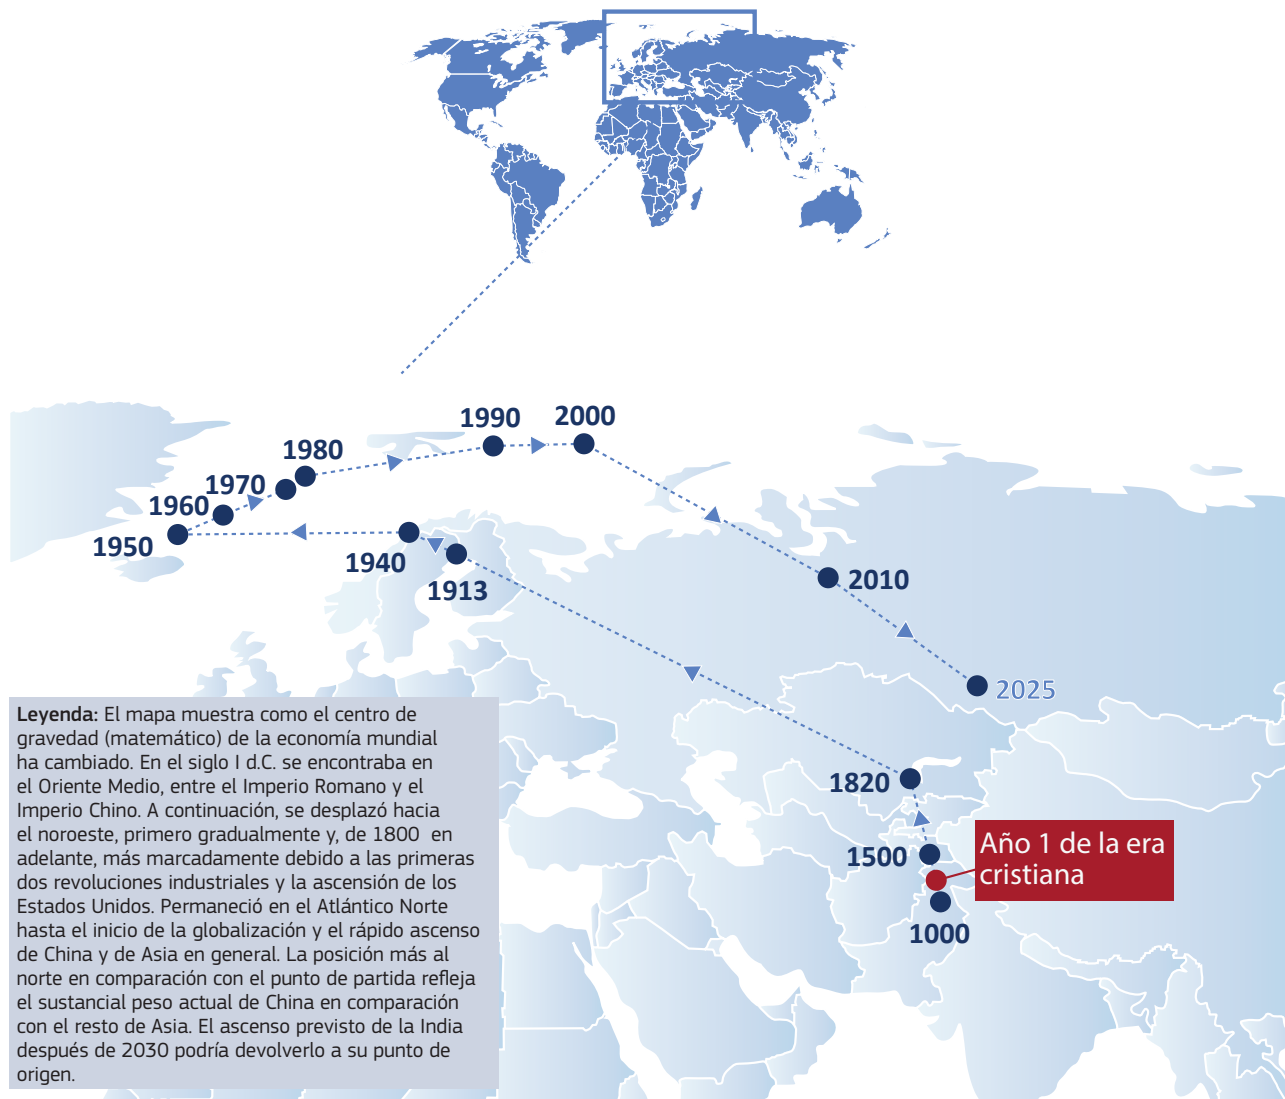 1990
2000
1980
1970
1960
1950
1940
1913
2010
2025
1820
1500
Año 1 de la era
cristiana
1000
Leyenda: El mapa muestra como el centro de
gravedad (matemático) de la economía mundial
ha cambiado. En el siglo I d.C. se encontraba en
el Oriente Medio, entre el Imperio Romano y el
Imperio Chino. A continuación, se desplazó hacia
el noroeste, primero gradualmente y, de 1800 en
adelante, más marcadamente debido a las primeras
dos revoluciones industriales y la ascensión de los
Estados Unidos. Permaneció en el Atlántico Norte
hasta el inicio de la globalización y el rápido ascenso
de China y de Asia en general. La posición más al
norte en comparación con el punto de partida refleja
el sustancial peso actual de China en comparación
con el resto de Asia. El ascenso previsto de la India
después de 2030 podría devolverlo a su punto de
origen.